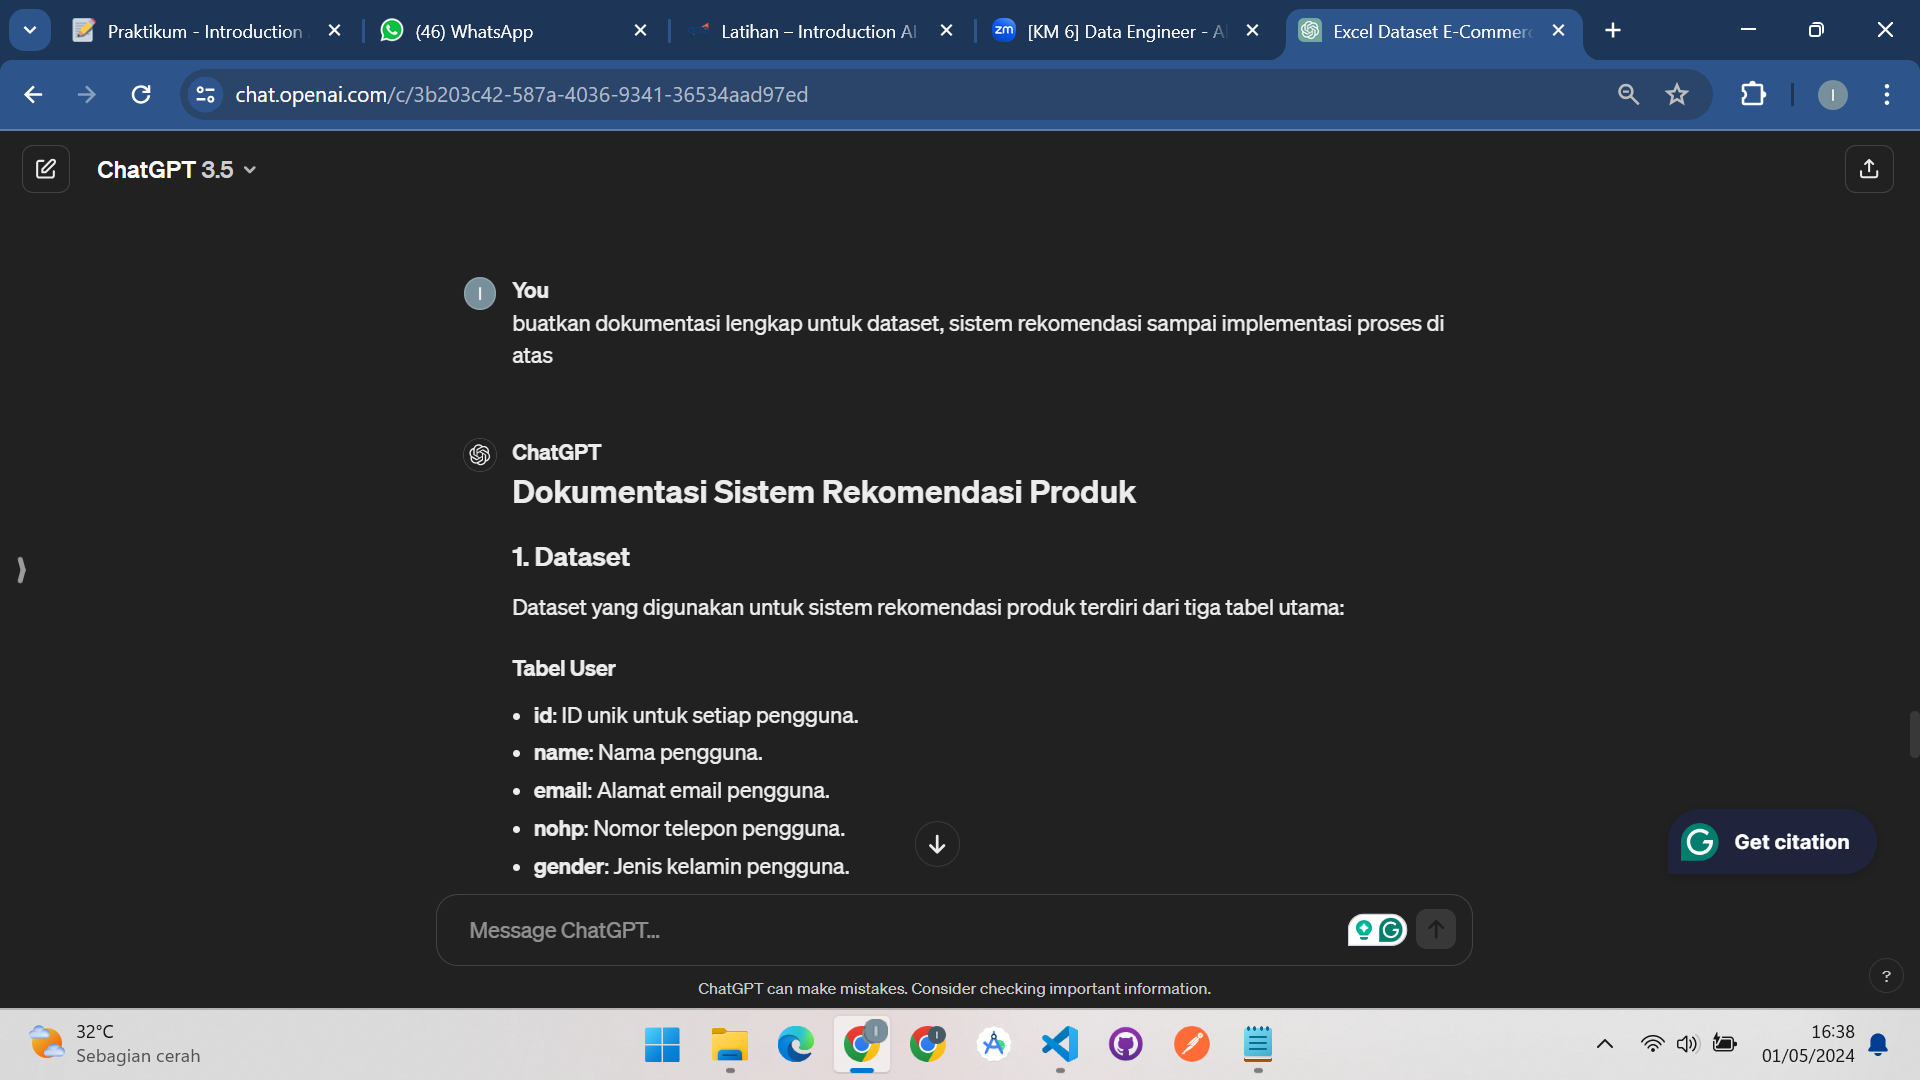 Praktikum - Introduction
(46) WhatsApp
Latihan – Introduction AI
zm
[KM 6] Data Engineer - A
Excel Dataset E-Commerc
chat.openai.com/c/3b203c42-587a-4036-9341-36534aad97ed
I
ChatGPT 3.5
I
You
buatkan dokumentasi lengkap untuk dataset, sistem rekomendasi sampai implementasi proses di
atas
ChatGPT
Dokumentasi Sistem Rekomendasi Produk
1. Dataset
Dataset yang digunakan untuk sistem rekomendasi produk terdiri dari tiga tabel utama:
Tabel User
• id: ID unik untuk setiap pengguna.
• name: Nama pengguna.
• email: Alamat email pengguna.
• nohp: Nomor telepon pengguna.
• gender: Jenis kelamin pengguna.
Get citation
Message ChatGPT...
ChatGPT can make mistakes. Consider checking important information.
?
32°C
Sebagian cerah
I
I
16:38
01/05/2024